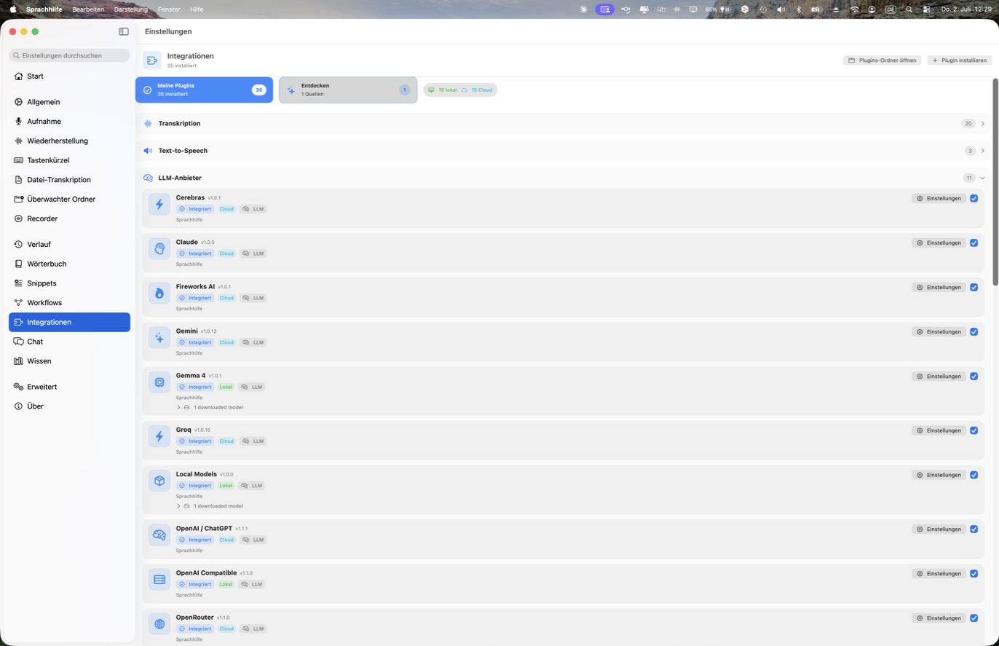 Sprachhilfe Bearbeiten Darstellung Fenster Hilfe
85% DE Do. 2. Juli 12:29
Einstellungen durchsuchen
Start
Allgemein
Aufnahme
Wiederherstellung
Tastenkürzel
Datei-Transkription
Überwachter Ordner
Recorder
Verlauf
Wörterbuch
Snippets
Workflows
Integrationen
Chat
Wissen
Erweitert
Über
Einstellungen
Integrationen
35 installiert
Plugins-Ordner öffnen
Plugin installieren
Meine Plugins
35 installiert
35
Entdecken
1 Quellen
1
16 lokal 19 Cloud
Transkription 20
Text-to-Speech 3
LLM-Anbieter 11
Cerebras v1.0.1 Einstellungen
Integriert Cloud LLM
Sprachhilfe
Claude v1.0.0 Einstellungen
Integriert Cloud LLM
Sprachhilfe
Fireworks AI v1.0.1 Einstellungen
Integriert Cloud LLM
Sprachhilfe
Gemini v1.0.12 Einstellungen
Integriert Cloud LLM
Sprachhilfe
Gemma 4 v1.0.1 Einstellungen
Integriert Lokal LLM
Sprachhilfe
1 downloaded model
Groq v1.0.15 Einstellungen
Integriert Cloud LLM
Sprachhilfe
Local Models v1.0.0 Einstellungen
Integriert Lokal LLM
Sprachhilfe
1 downloaded model
OpenAI / ChatGPT v1.1.1 Einstellungen
Integriert Cloud LLM
Sprachhilfe
OpenAI Compatible v1.1.0 Einstellungen
Integriert Lokal LLM
Sprachhilfe
OpenRouter v1.1.0 Einstellungen
Integriert Cloud LLM
Sprachhilfe